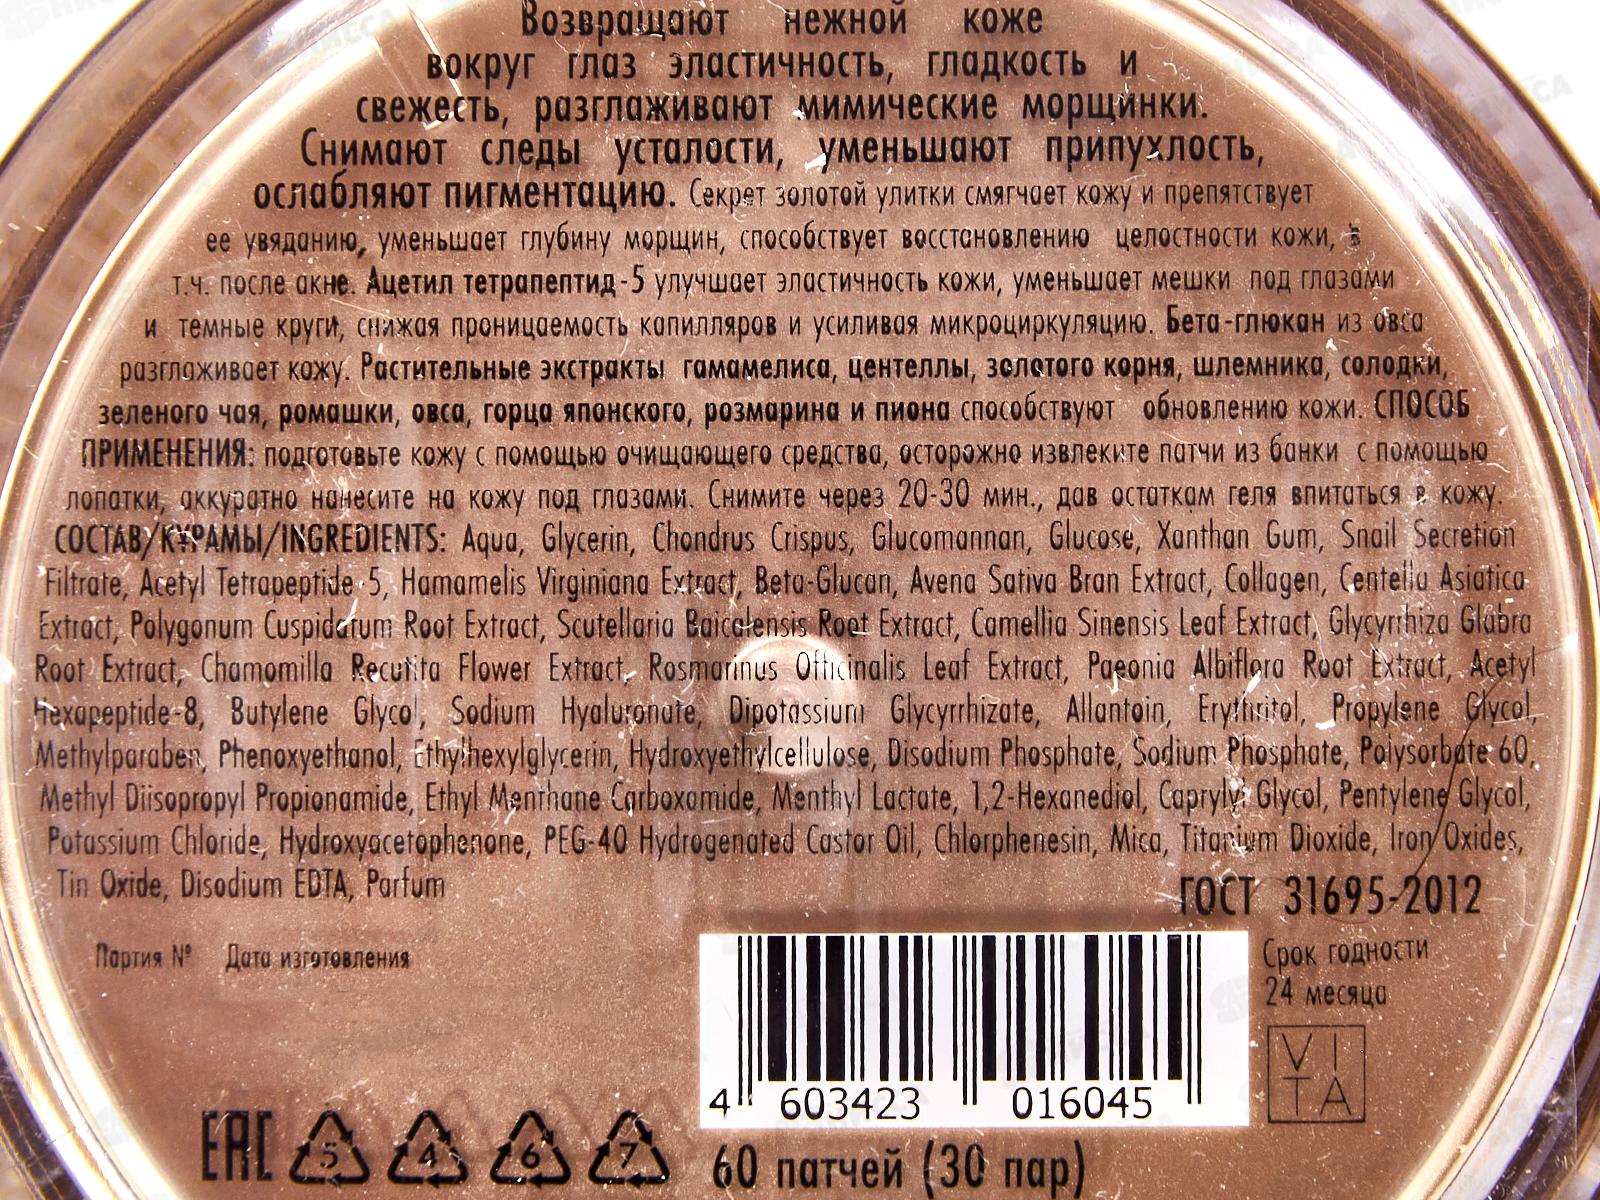 Возвращают нежной коже
вокруг глаз эластичность, гладкость и
свежесть, разглаживают мимические морщинки.
Снимают следы усталости, уменьшают припухлость,
ослабляют пигментацию. Секрет золотой улитки смягчает кожу и препятствует
ее увяданию, уменьшает глубину морщин, способствует восстановлению целостности кожи, в
т.ч. после акне. Ацетил тетрапептид-5 улучшает эластичность кожи, уменьшает мешки под глазами
и темные круги, снижая проницаемость капилляров и усиливая микроциркуляцию. Бета-глюкан из овса
разглаживает кожу. Растительные экстракты гамамелиса, центеллы, золотого корня, шлемника, солодки,
зеленого чая, ромашки, овса, горца японского, розмарина и пиона способствуют обновлению кожи. СПОСОБ
ПРИМЕНЕНИЯ: подготовьте кожу с помощью очищающего средства, осторожно извлеките патчи из банки с помощью
лопатки, аккуратно нанесите на кожу под глазами. Снимите через 20-30 мин., дав остаткам геля впитаться в кожу.
СОСТАВ/ҚҰРАМЫ/INGREDIENTS: Aqua, Glycerin, Chondrus Crispus, Glucomannan, Glucose, Xanthan Gum, Snail Secretion
Filtrate, Acetyl Tetrapeptide-5, Hamamelis Virginiana Extract, Beta-Glucan, Avena Sativa Bran Extract, Collagen, Centella Asiatica
Extract, Polygonum Cuspidatum Root Extract, Scutellaria Baicalensis Root Extract, Camellia Sinensis Leaf Extract, Glycyrrhiza Glabra
Root Extract, Chamomilla Recutita Flower Extract, Rosmarinus Officinalis Leaf Extract, Paeonia Albiflora Root Extract, Acetyl
Hexapeptide-8, Butylene Glycol, Sodium Hyaluronate, Dipotassium Glycyrrhizate, Allantoin, Erythritol, Propylene Glycol,
Methylparaben, Phenoxyethanol, Ethylhexylglycerin, Hydroxyethylcellulose, Disodium Phosphate, Sodium Phosphate, Polysorbate 60,
Methyl Diisopropyl Propionamide, Ethyl Menthane Carboxamide, Menthyl Lactate, 1,2-Hexanediol, Caprylyl Glycol, Pentylene Glycol,
Potassium Chloride, Hydroxyacetophenone, PEG-40 Hydrogenated Castor Oil, Chlorphenesin, Mica, Titanium Dioxide, Iron Oxides,
Tin Oxide, Disodium EDTA, Parfum
ГОСТ 31695-2012
Партия № Дата изготовления
Срок годности
24 месяца
VITA
4 603423 016045
EAC 5 4 6 7
60 патчей (30 пар)